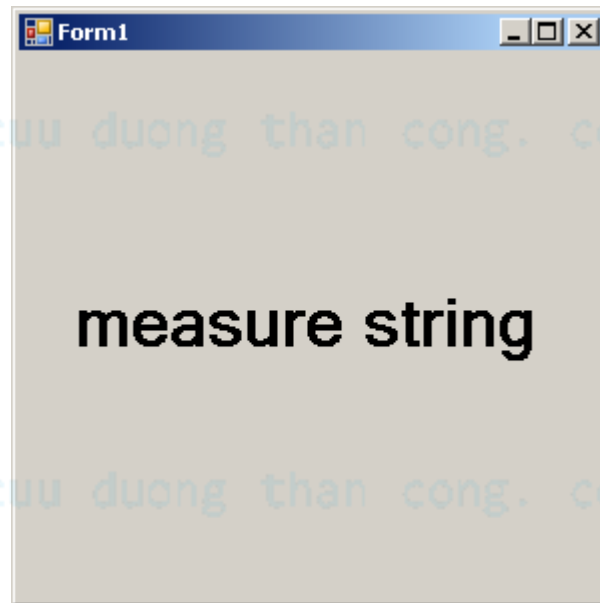 Form1
cuu duong than cong. co
measure string
cuu duong than cong. co